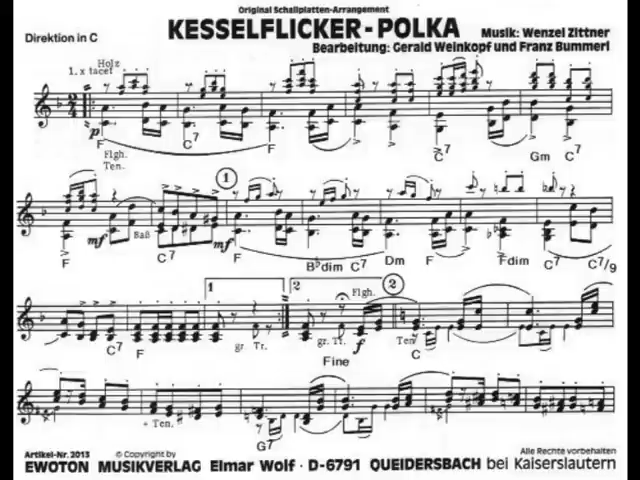 Original Schallplatten-Arrangement
KESSELFLICKER - POLKA
Direktion in C
Musik: Wenzel Zittner
Bearbeitung: Gerald Weinkopf und Franz Bummerl
Holz
1. x tacet
2/4
p
F C7 F C7 Gm C7
Flgh.
Ten.
1
mf Baß mf
F C7 F Bbdim C7 Dm F Fdim C7 C7/9
1 2 Flgh. 2
gr. Tr. gr. Tr. f Ten
C7 F Fine C
+ Ten.
G7
Artikel-Nr. 2013 © Copyright by Alle Rechte vorbehalten
EWOTON MUSIKVERLAG Elmar Wolf · D-6791 QUEIDERSBACH bei Kaiserslautern